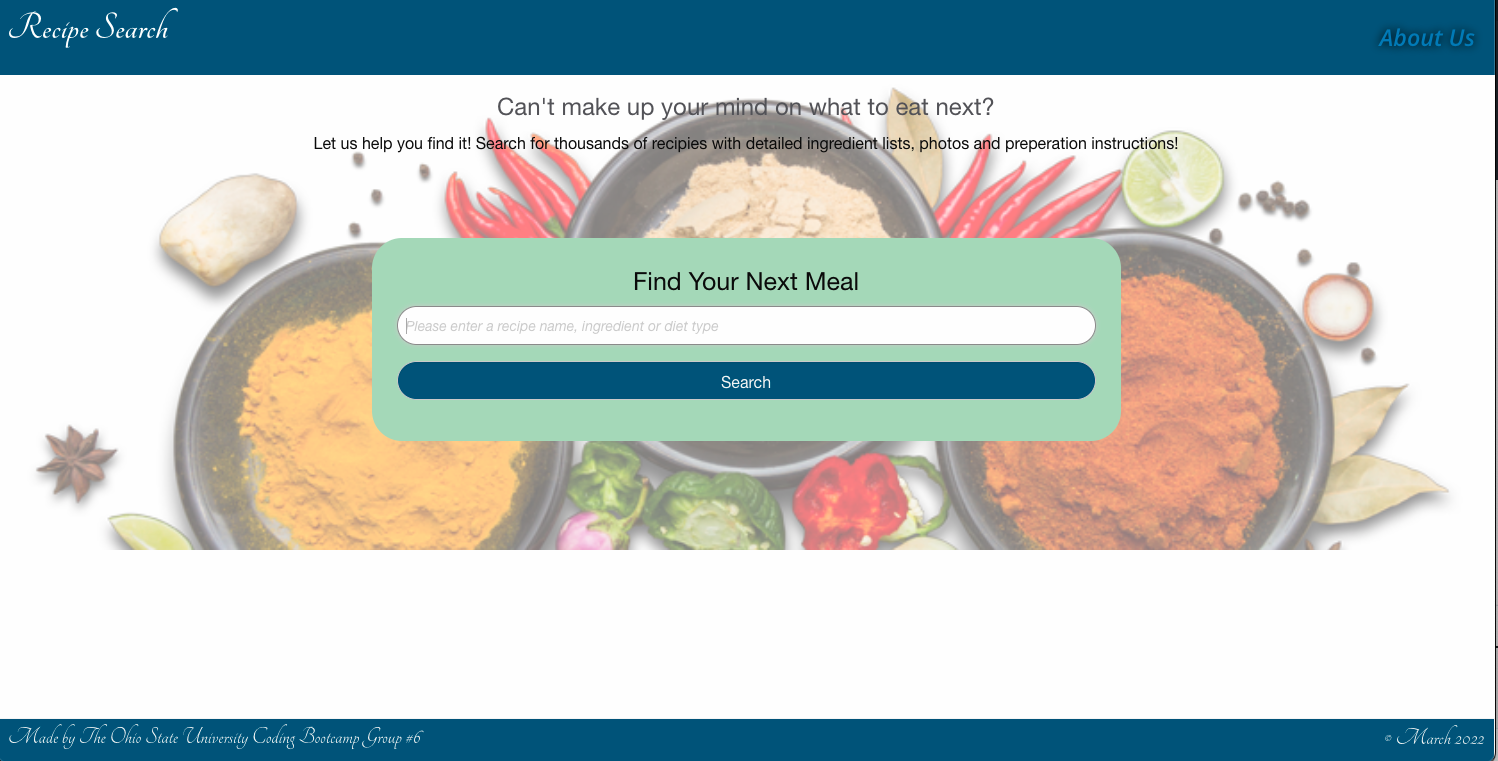 Recipe Search
About Us
Can't make up your mind on what to eat next?
Let us help you find it! Search for thousands of recipies with detailed ingredient lists, photos and preperation instructions!
Find Your Next Meal
Please enter a recipe name, ingredient or diet type
Search
Made by The Ohio State University Coding Bootcamp Group #6
© March 2022